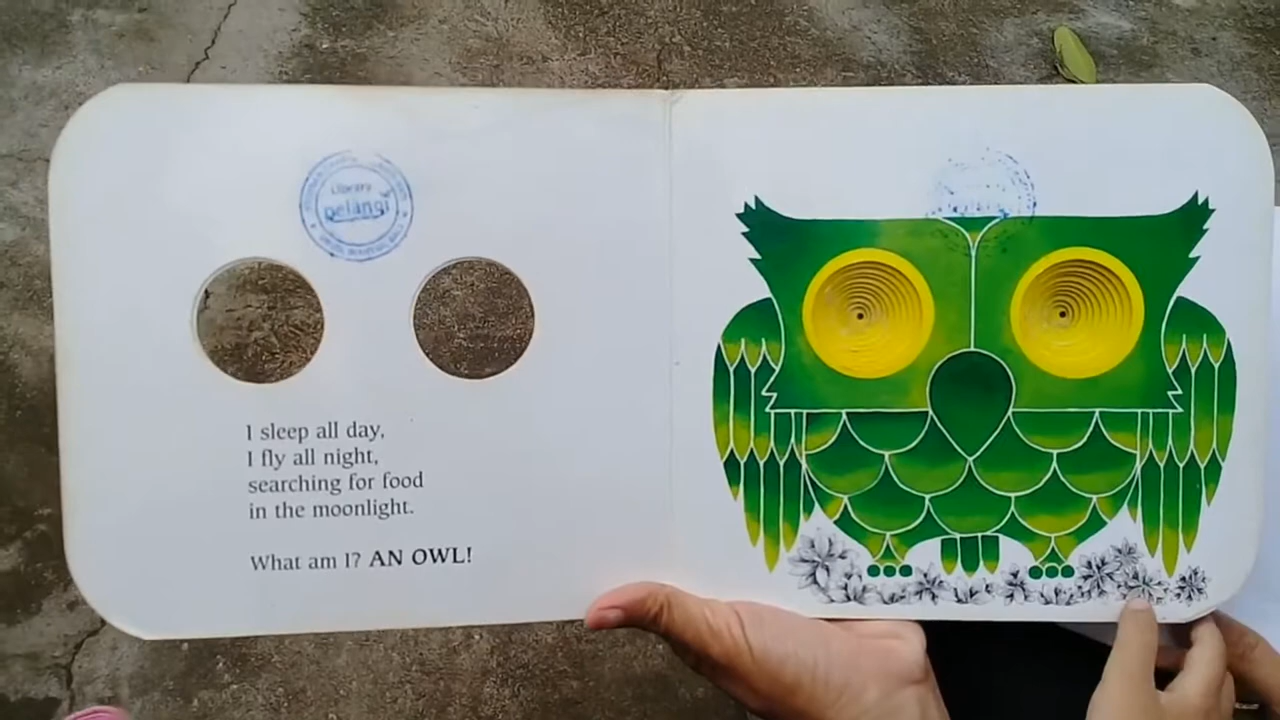 Library
pelangi
I sleep all day,
I fly all night,
searching for food
in the moonlight.
What am I? AN OWL!